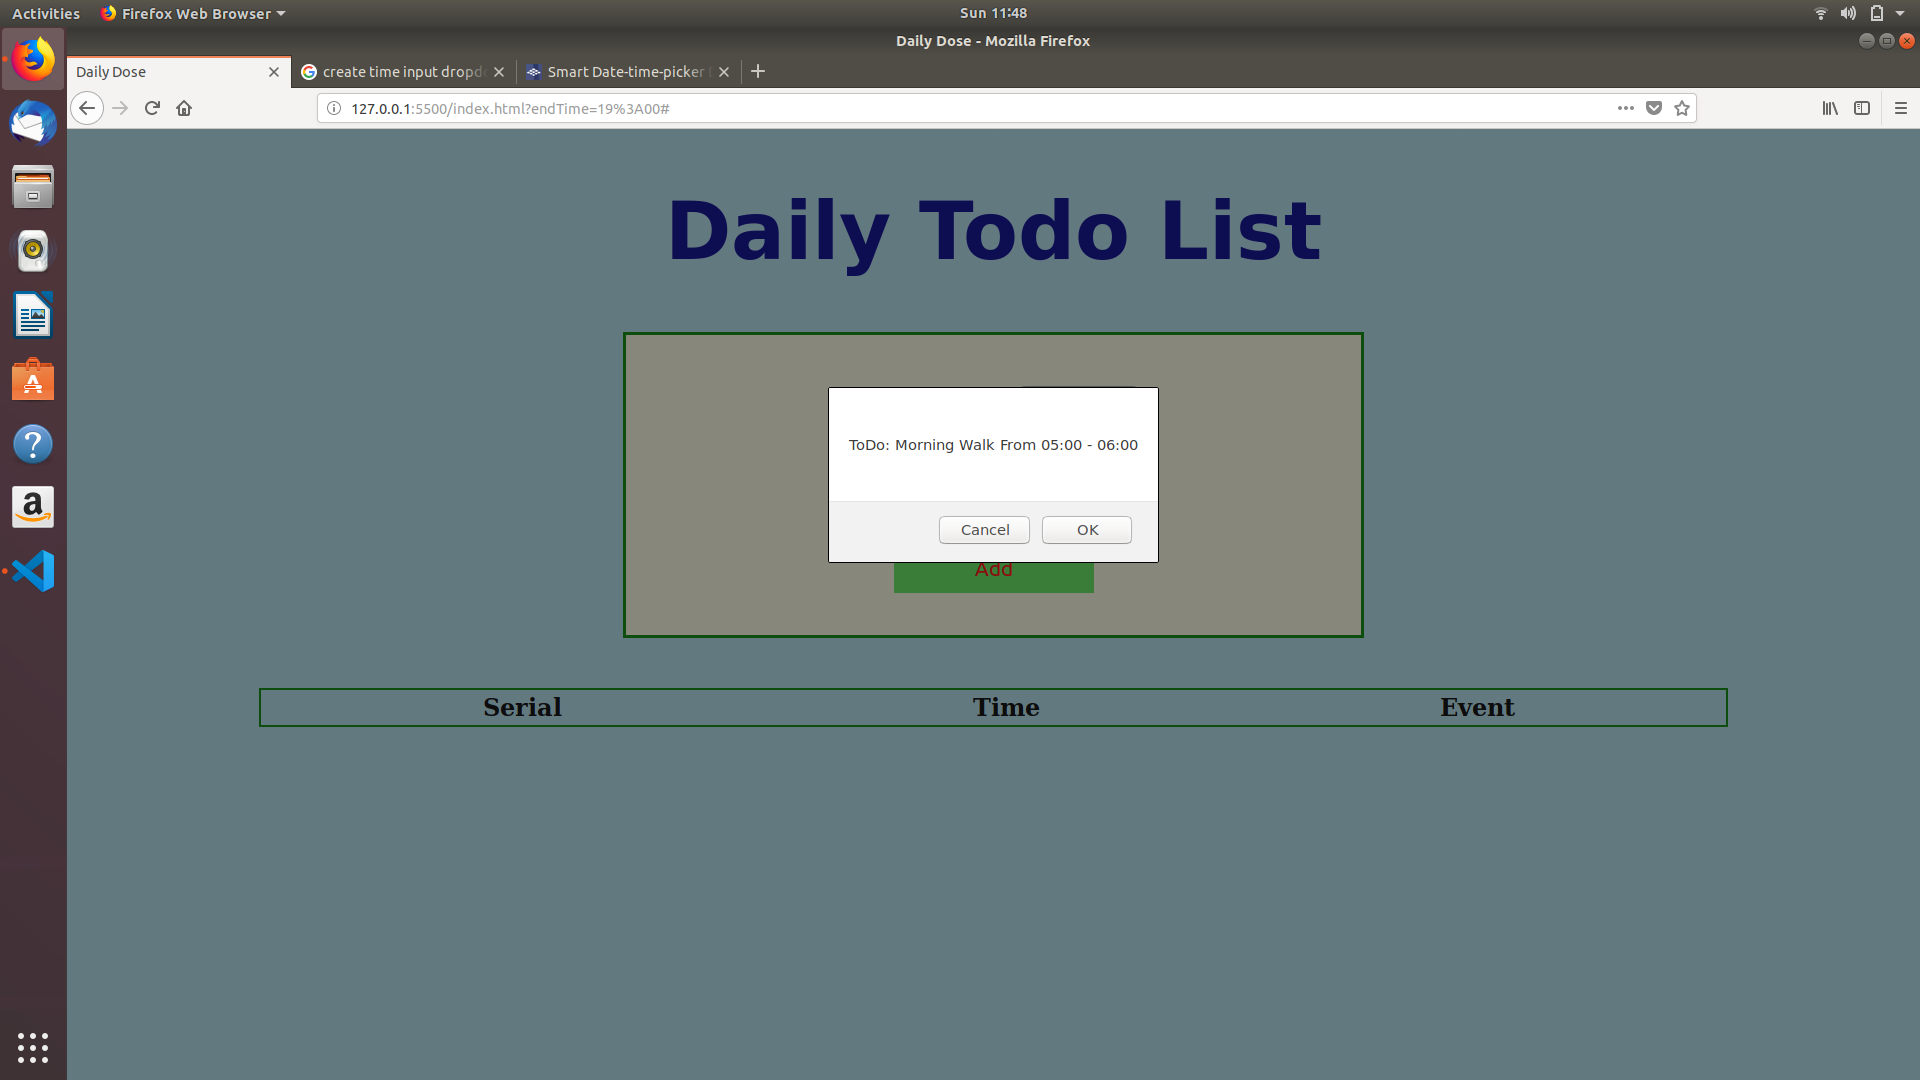 Activities
Firefox Web Browser
Sun 11:48
Daily Dose - Mozilla Firefox
Daily Dose
create time input dropd
Smart Date-time-picker
127.0.0.1:5500/index.html?endTime=19%3A00#
Daily Todo List
ToDo: Morning Walk From 05:00 - 06:00
Cancel
OK
Add
Serial
Time
Event